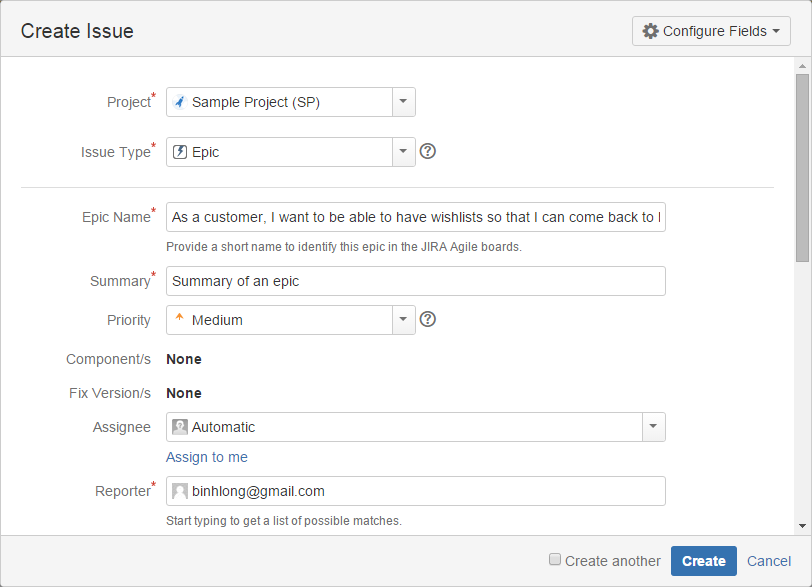 Create Issue
Configure Fields
Project*
Sample Project (SP)
Issue Type*
Epic
Epic Name*
As a customer, I want to be able to have wishlists so that I can come back to
Provide a short name to identify this epic in the JIRA Agile boards.
Summary*
Summary of an epic
Priority
Medium
Component/s
None
Fix Version/s
None
Assignee
Automatic
Assign to me
Reporter*
binhlong@gmail.com
Start typing to get a list of possible matches.
Create another
Create
Cancel